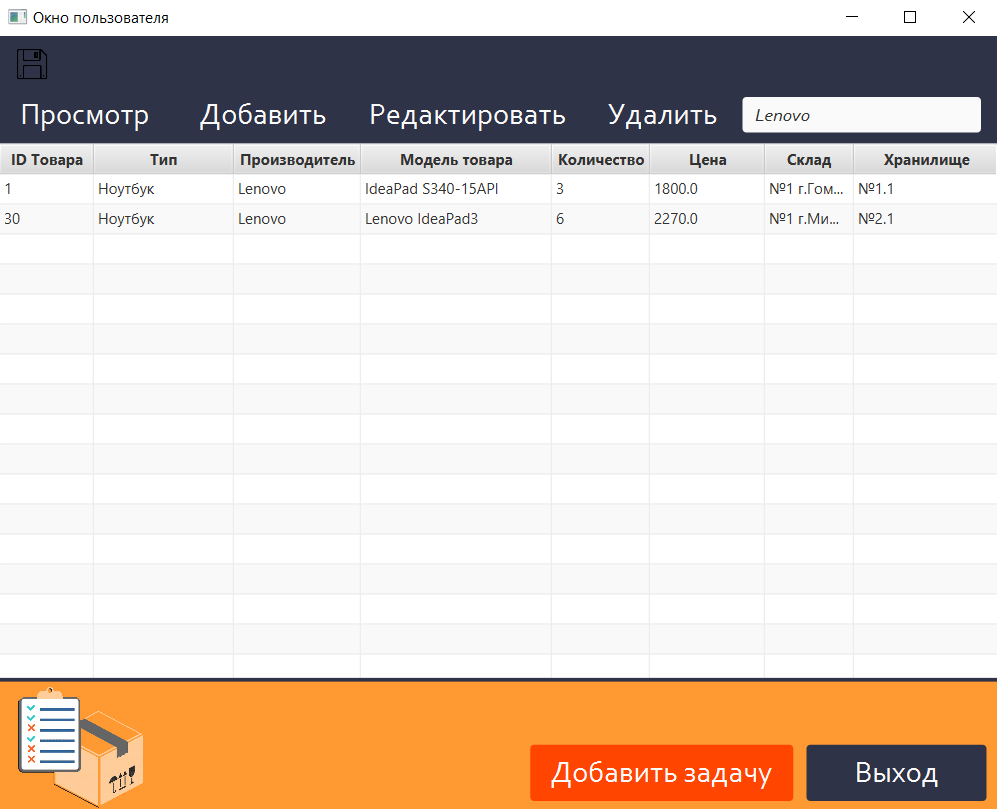 Окно пользователя
Просмотр Добавить Редактировать Удалить Lenovo
ID Товара Тип Производитель Модель товара Количество Цена Склад Хранилище
1 Ноутбук Lenovo IdeaPad S340-15API 3 1800.0 №1 г.Гом... №1.1
30 Ноутбук Lenovo Lenovo IdeaPad3 6 2270.0 №1 г.Ми... №2.1
Добавить задачу Выход